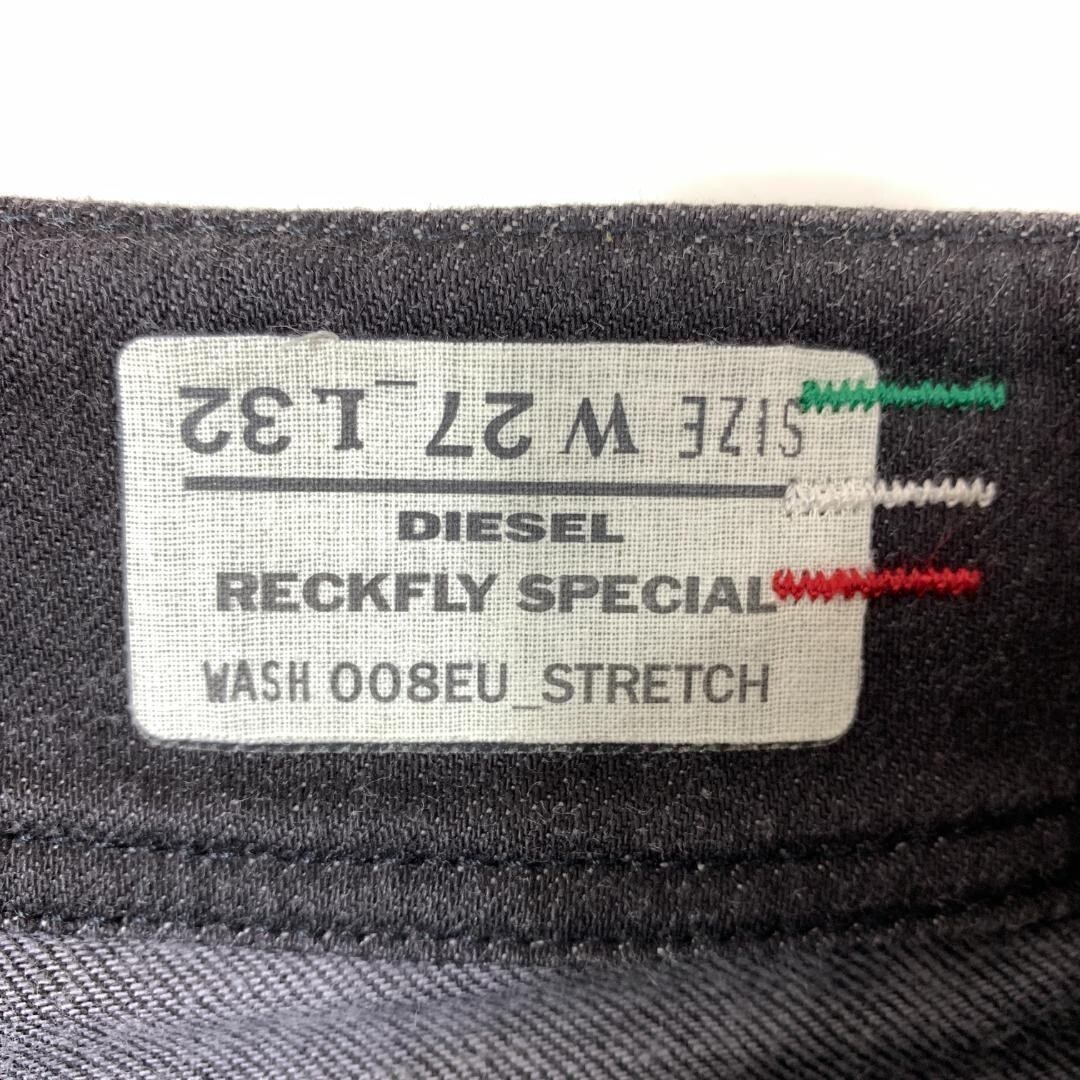 SIZE W 27_L 32
DIESEL
RECKFLY SPECIAL
WASH 008EU_STRETCH